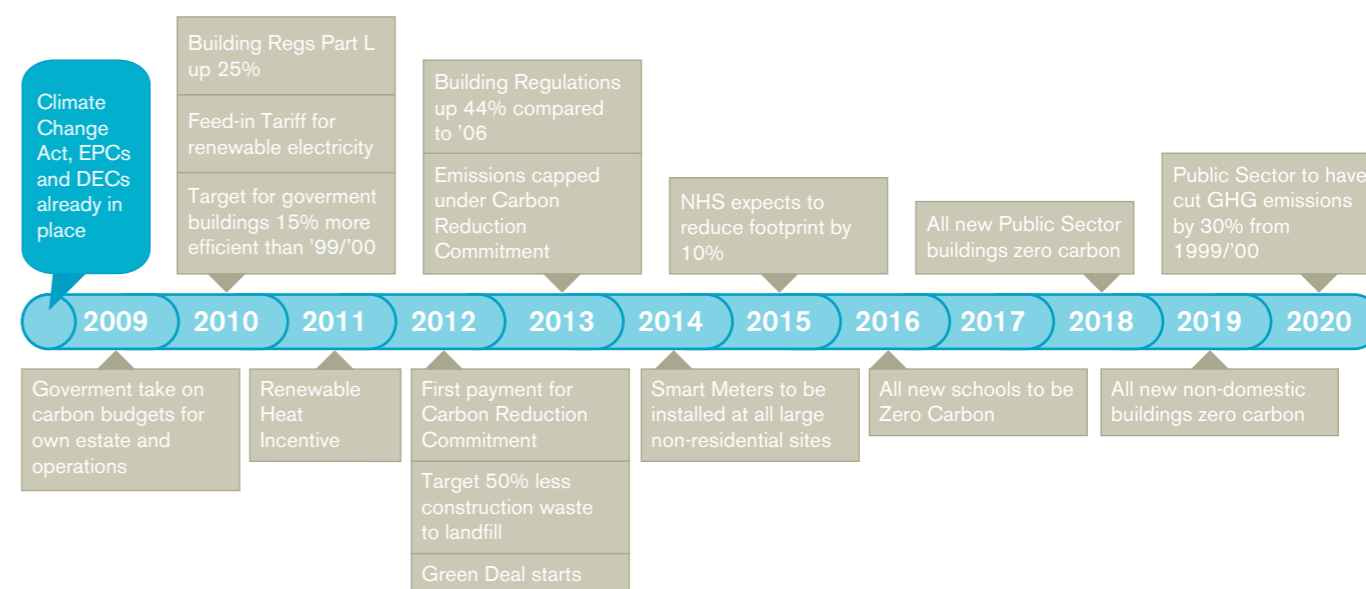 Climate
Change
Act, EPCs
and DECs
already in
place
Building Regs Part L
up 25%
Feed-in Tariff for
renewable electricity
Target for goverment
buildings 15% more
efficient than '99/'00
Building Regulations
up 44% compared
to '06
Emissions capped
under Carbon
Reduction
Commitment
NHS expects to
reduce footprint by
10%
All new Public Sector
buildings zero carbon
Public Sector to have
cut GHG emissions
by 30% from
1999/'00
2009 2010 2011 2012 2013 2014 2015 2016 2017 2018 2019 2020
Goverment take on
carbon budgets for
own estate and
operations
Renewable
Heat
Incentive
First payment for
Carbon Reduction
Commitment
Target 50% less
construction waste
to landfill
Green Deal starts
Smart Meters to be
installed at all large
non-residential sites
All new schools to be
Zero Carbon
All new non-domestic
buildings zero carbon